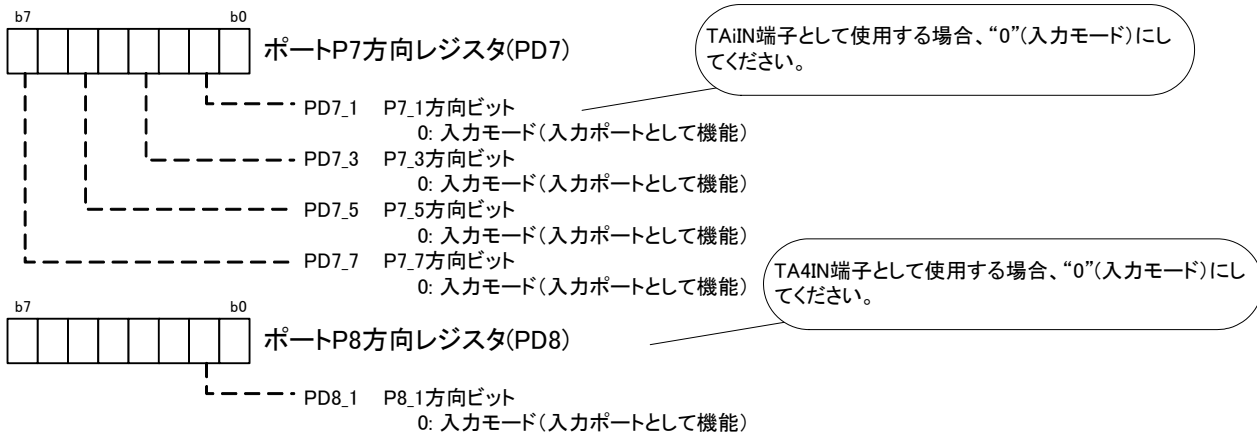 b7 b0
ポートP7方向レジスタ(PD7)
TAiIN端子として使用する場合、“0”(入力モード)にし
てください。
PD7_1 P7_1方向ビット
0: 入力モード(入力ポートとして機能)
PD7_3 P7_3方向ビット
0: 入力モード(入力ポートとして機能)
PD7_5 P7_5方向ビット
0: 入力モード(入力ポートとして機能)
PD7_7 P7_7方向ビット
0: 入力モード(入力ポートとして機能)
TA4IN端子として使用する場合、“0”(入力モード)にし
てください。
b7 b0
ポートP8方向レジスタ(PD8)
PD8_1 P8_1方向ビット
0: 入力モード(入力ポートとして機能)